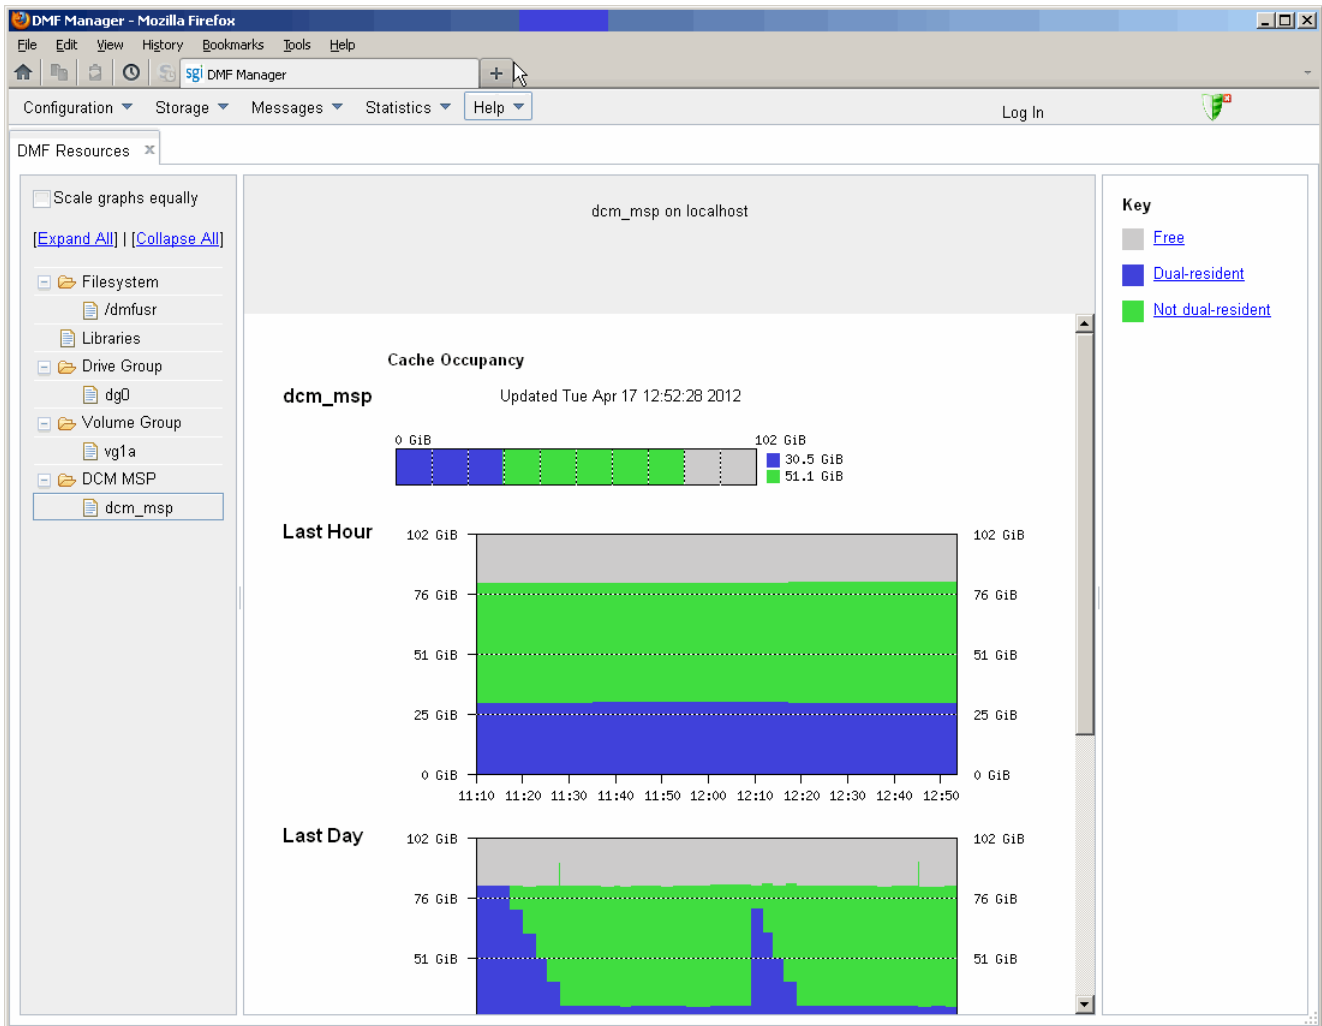 DMF Manager - Mozilla Firefox
File Edit View History Bookmarks Tools Help
sgi DMF Manager
Configuration Storage Messages Statistics Help Log In
DMF Resources
Scale graphs equally
[Expand All] | [Collapse All]
Filesystem
/dmfusr
Libraries
Drive Group
dg0
Volume Group
vg1a
DCM MSP
dcm_msp
dcm_msp on localhost
Cache Occupancy
dcm_msp Updated Tue Apr 17 12:52:28 2012
0 GiB 102 GiB
30.5 GiB
51.1 GiB
Last Hour
102 GiB 102 GiB
76 GiB 76 GiB
51 GiB 51 GiB
25 GiB 25 GiB
0 GiB 0 GiB
11:10 11:20 11:30 11:40 11:50 12:00 12:10 12:20 12:30 12:40 12:50
Last Day
102 GiB 102 GiB
76 GiB 76 GiB
51 GiB 51 GiB
Key
Free
Dual-resident
Not dual-resident